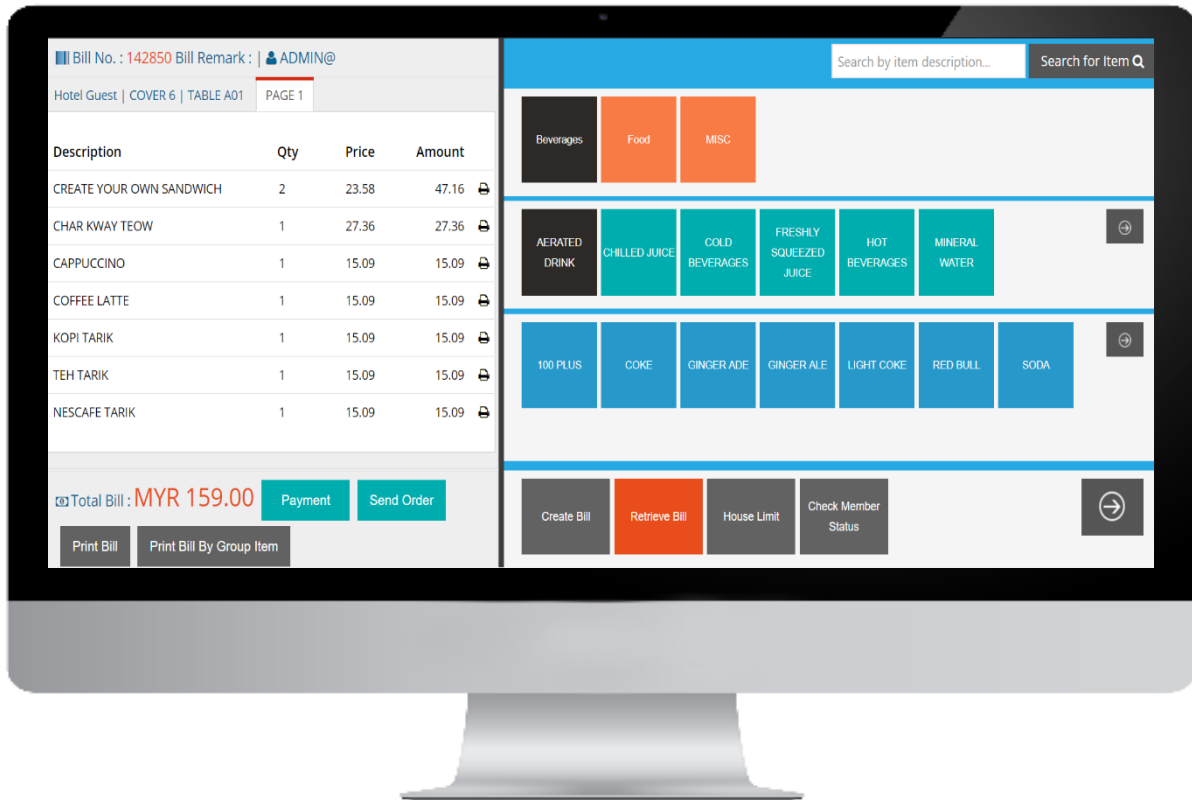 Bill No. : 142850 Bill Remark : | ADMIN@
Hotel Guest | COVER 6 | TABLE A01 PAGE 1
Description Qty Price Amount
CREATE YOUR OWN SANDWICH 2 23.58 47.16
CHAR KWAY TEOW 1 27.36 27.36
CAPPUCCINO 1 15.09 15.09
COFFEE LATTE 1 15.09 15.09
KOPI TARIK 1 15.09 15.09
TEH TARIK 1 15.09 15.09
NESCAFE TARIK 1 15.09 15.09
Total Bill : MYR 159.00 Payment Send Order
Print Bill Print Bill By Group Item
Search by item description... Search for Item
Beverages Food MISC
AERATED
DRINK
CHILLED JUICE
COLD
BEVERAGES
FRESHLY
SQUEEZED
JUICE
HOT
BEVERAGES
MINERAL
WATER
100 PLUS COKE GINGER ADE GINGER ALE LIGHT COKE RED BULL SODA
Create Bill Retrieve Bill House Limit
Check Member
Status